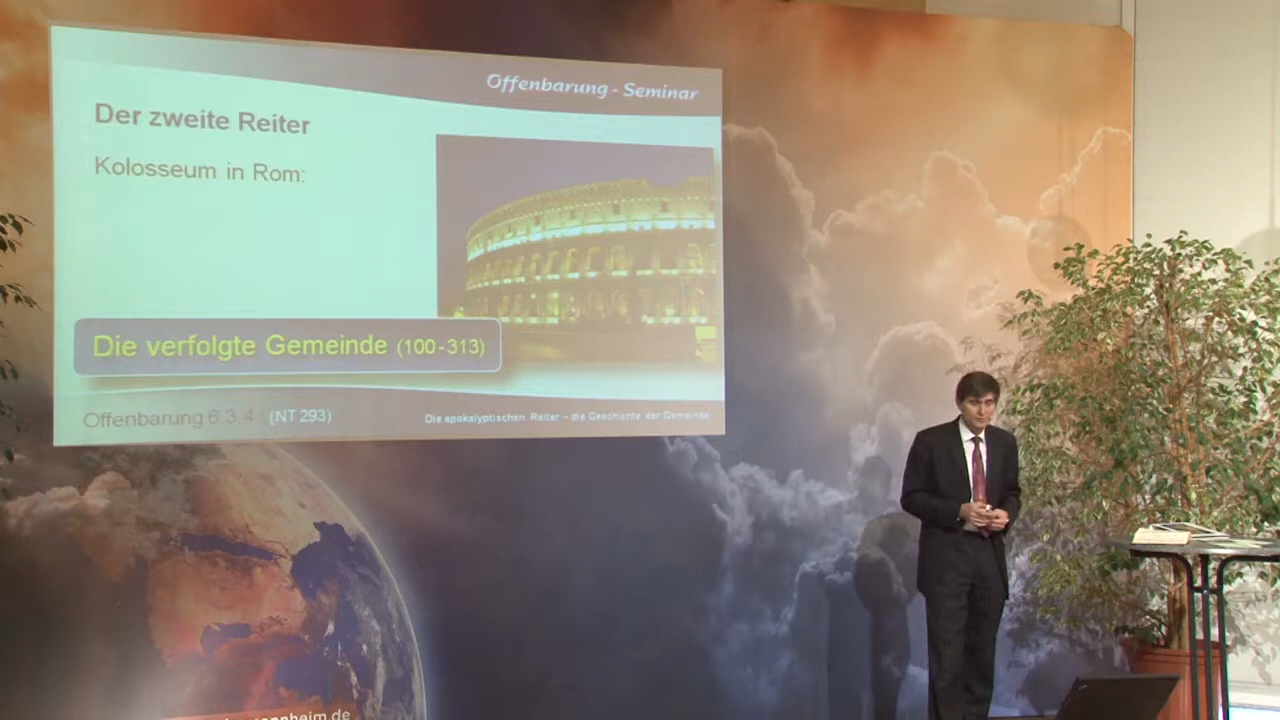 Offenbarung - Seminar
Der zweite Reiter
Kolosseum in Rom:
Die verfolgte Gemeinde (100-313)
Offenbarung 6:3.4 (NT 293)
Die apokalyptischen Reiter – die Geschichte der Gemeinde